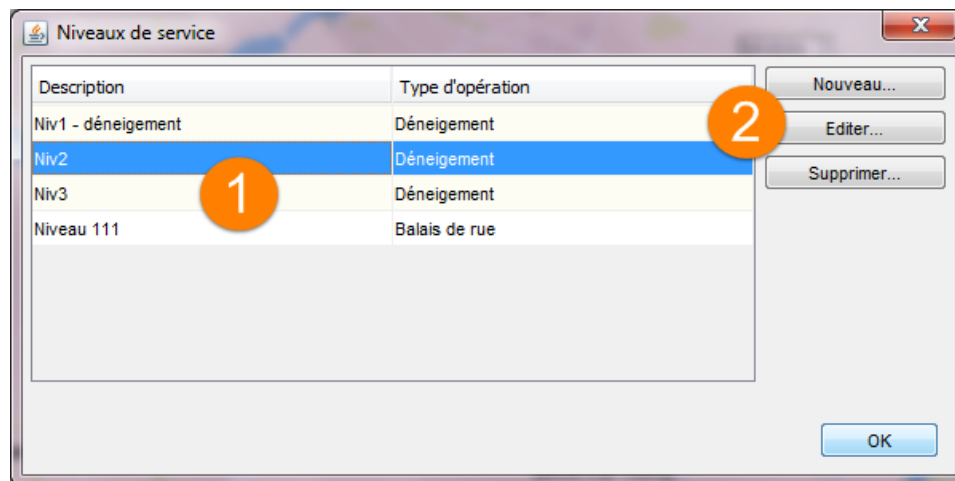 Niveaux de service
Description Type d'opération
Niv1 - déneigement Déneigement
Niv2 Déneigement
Niv3 Déneigement
Niveau 111 Balais de rue
1
2
Nouveau...
Editer...
Supprimer...
OK